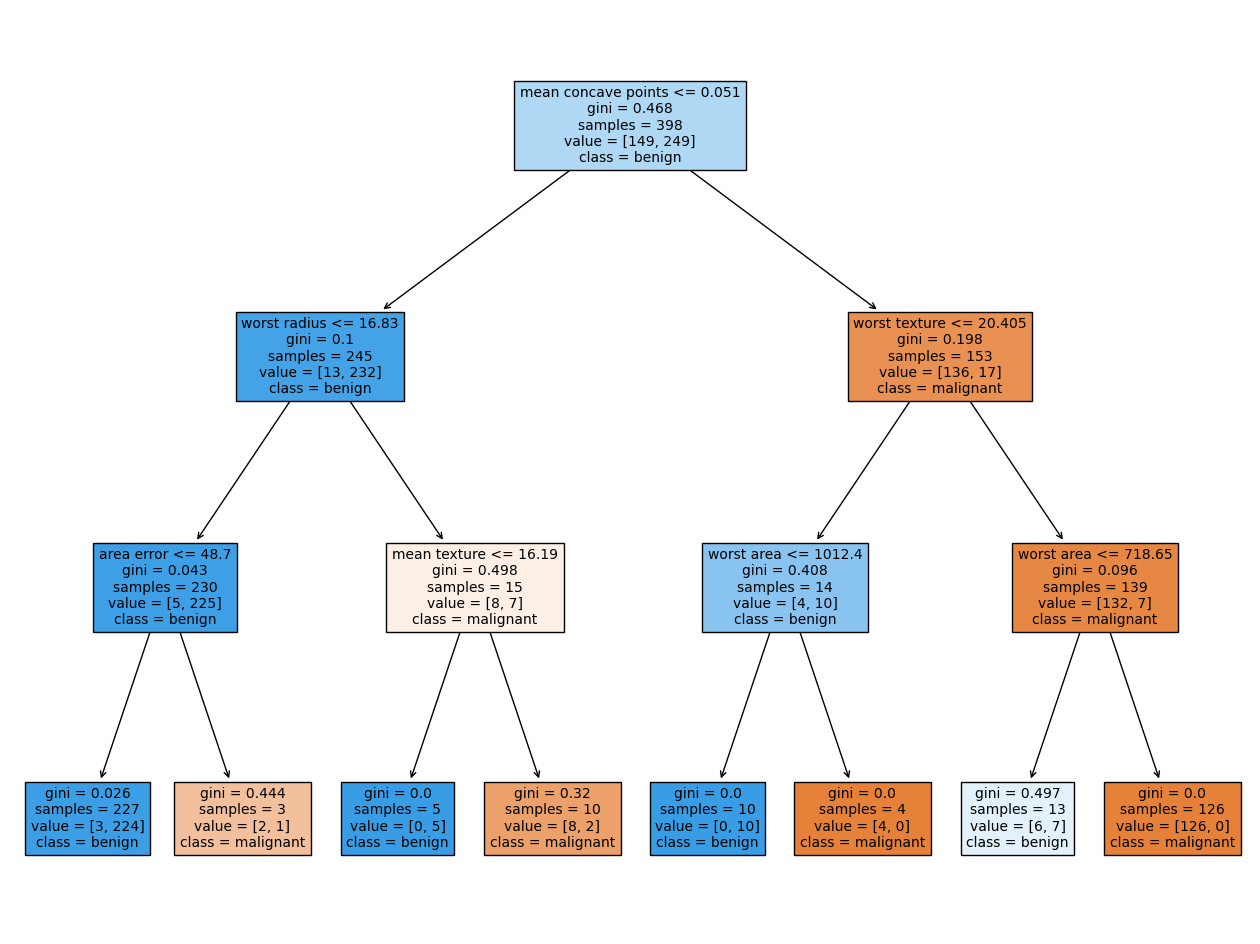 mean concave points <= 0.051
gini = 0.468
samples = 398
value = [149, 249]
class = benign
worst radius <= 16.83
gini = 0.1
samples = 245
value = [13, 232]
class = benign
worst texture <= 20.405
gini = 0.198
samples = 153
value = [136, 17]
class = malignant
area error <= 48.7
gini = 0.043
samples = 230
value = [5, 225]
class = benign
mean texture <= 16.19
gini = 0.498
samples = 15
value = [8, 7]
class = malignant
worst area <= 1012.4
gini = 0.408
samples = 14
value = [4, 10]
class = benign
worst area <= 718.65
gini = 0.096
samples = 139
value = [132, 7]
class = malignant
gini = 0.026
samples = 227
value = [3, 224]
class = benign
gini = 0.444
samples = 3
value = [2, 1]
class = malignant
gini = 0.0
samples = 5
value = [0, 5]
class = benign
gini = 0.32
samples = 10
value = [8, 2]
class = malignant
gini = 0.0
samples = 10
value = [0, 10]
class = benign
gini = 0.0
samples = 4
value = [4, 0]
class = malignant
gini = 0.497
samples = 13
value = [6, 7]
class = benign
gini = 0.0
samples = 126
value = [126, 0]
class = malignant